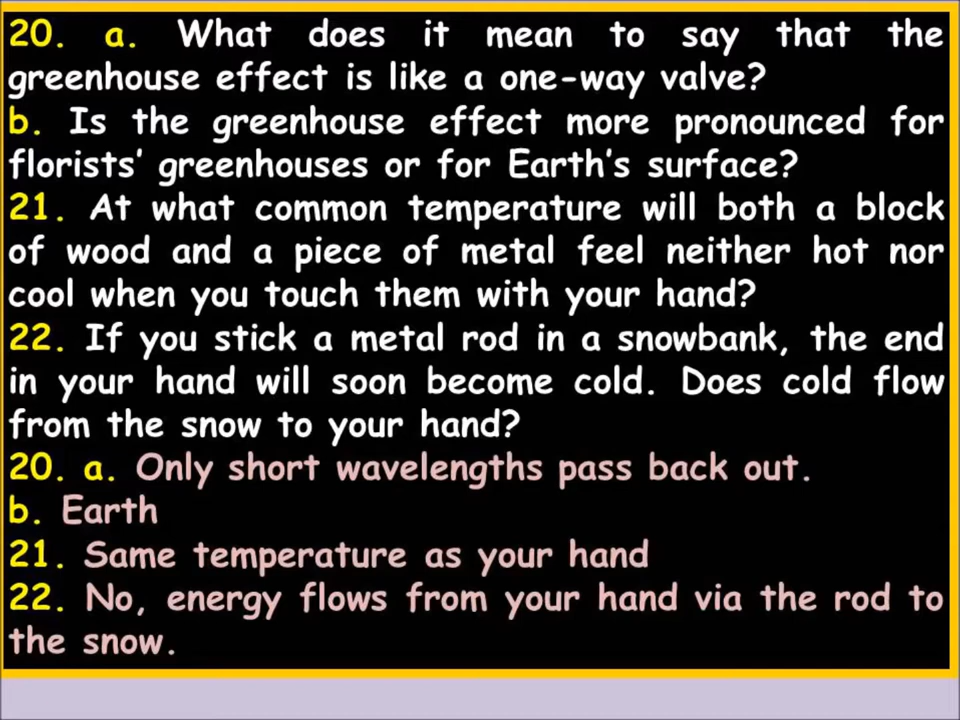 20. a. What does it mean to say that the
greenhouse effect is like a one-way valve?
b. Is the greenhouse effect more pronounced for
florists’ greenhouses or for Earth’s surface?
21. At what common temperature will both a block
of wood and a piece of metal feel neither hot nor
cool when you touch them with your hand?
22. If you stick a metal rod in a snowbank, the end
in your hand will soon become cold. Does cold flow
from the snow to your hand?
20. a. Only short wavelengths pass back out.
b. Earth
21. Same temperature as your hand
22. No, energy flows from your hand via the rod to
the snow.